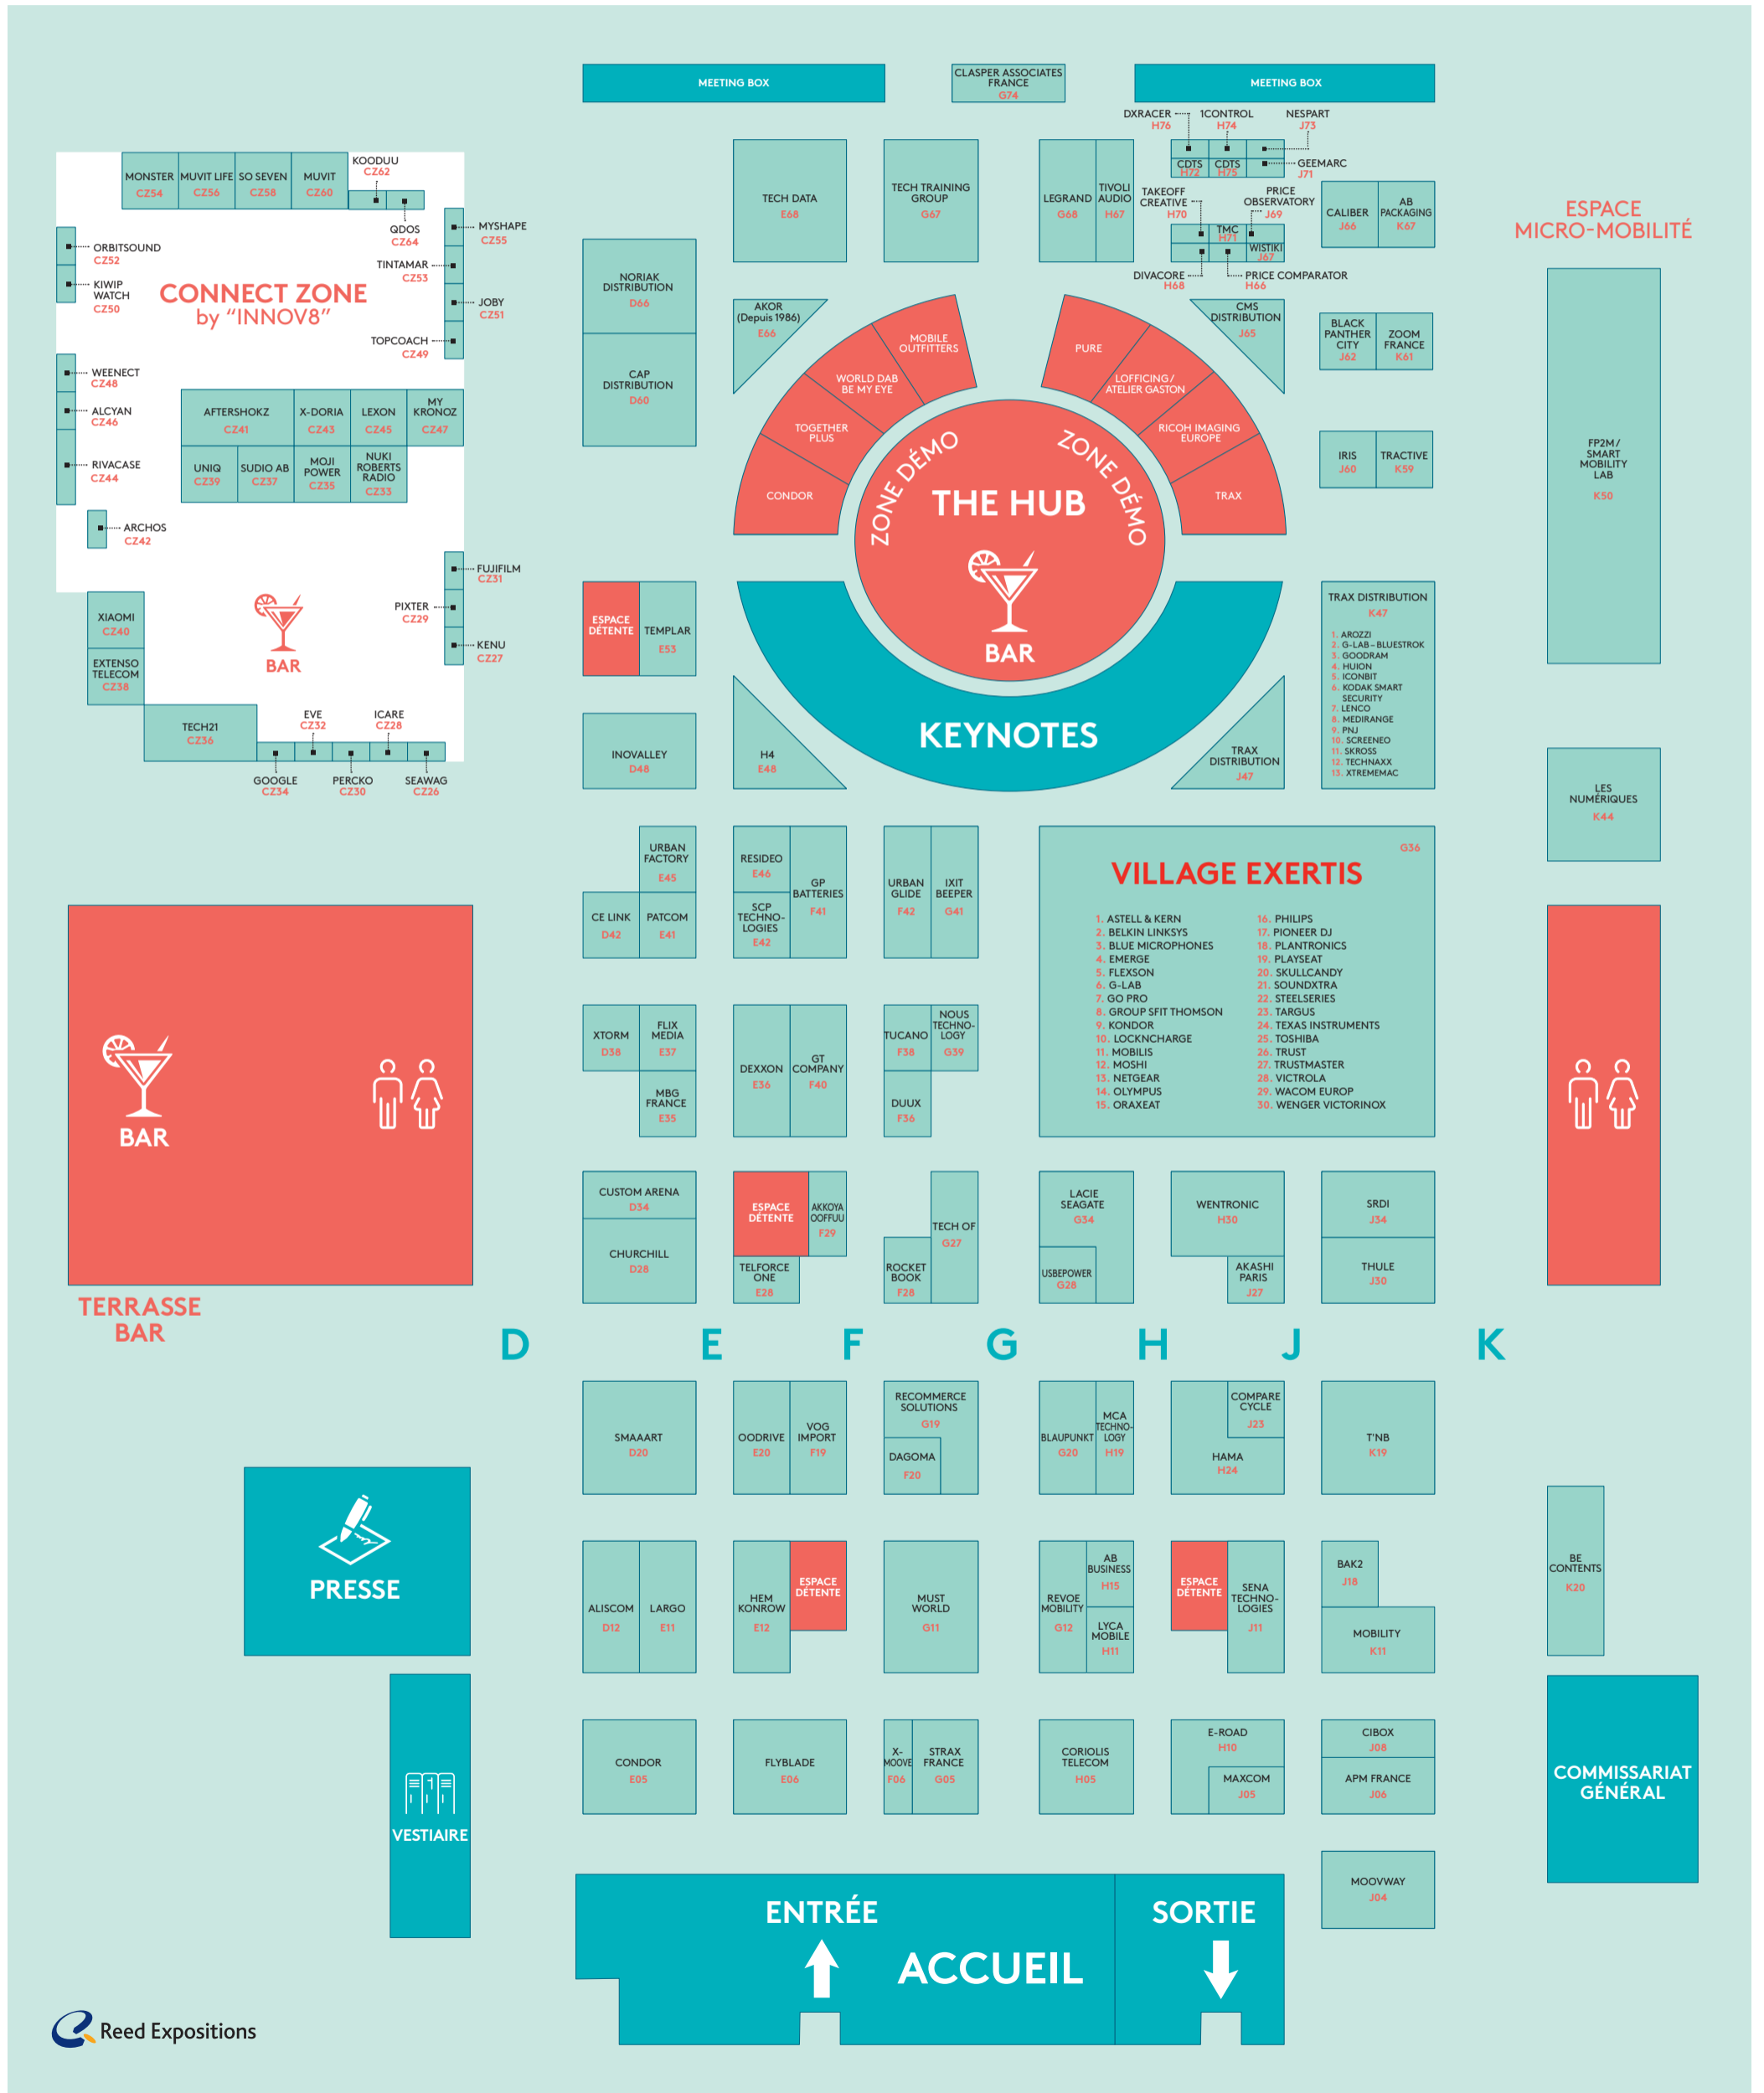 MEETING BOX
CLASPER ASSOCIATES
FRANCE
G74
MEETING BOX
DXRACER
H76
1CONTROL
H74
NESPART
J73
CDTS
H72
CDTS
H75
GEEMARC
J71
TECH DATA
E68
TECH TRAINING
GROUP
G67
LEGRAND
G68
TIVOLI
AUDIO
H67
TAKEOFF
CREATIVE
H70
PRICE
OBSERVATORY
J69
TMC
H71
WISTIKI
J67
DIVACORE
H68
PRICE COMPARATOR
H66
CALIBER
J66
AB
PACKAGING
K67
ESPACE
MICRO-MOBILITÉ
MONSTER
CZ54
MUVIT LIFE
CZ56
SO SEVEN
CZ58
MUVIT
CZ60
KOODUU
CZ62
QDOS
CZ64
MYSHAPE
CZ55
TINTAMAR
CZ53
JOBY
CZ51
TOPCOACH
CZ49
ORBITSOUND
CZ52
KIWIP
WATCH
CZ50
CONNECT ZONE
by “INNOV8”
WEENECT
CZ48
ALCYAN
CZ46
RIVACASE
CZ44
ARCHOS
CZ42
AFTERSHOKZ
CZ41
X-DORIA
CZ43
LEXON
CZ45
MY
KRONOZ
CZ47
UNIQ
CZ39
SUDIO AB
CZ37
MOJI
POWER
CZ35
NUKI
ROBERTS
RADIO
CZ33
FUJIFILM
CZ31
PIXTER
CZ29
KENU
CZ27
XIAOMI
CZ40
EXTENSO
TELECOM
CZ38
BAR
TECH21
CZ36
EVE
CZ32
ICARE
CZ28
GOOGLE
CZ34
PERCKO
CZ30
SEAWAG
CZ26
NORIAK
DISTRIBUTION
D66
CAP
DISTRIBUTION
D60
AKOR
(Depuis 1986)
E66
MOBILE
OUTFITTERS
WORLD DAB
BE MY EYE
TOGETHER
PLUS
CONDOR
PURE
LOFFICING/
ATELIER GASTON
RICOH IMAGING
EUROPE
TRAX
CMS
DISTRIBUTION
J65
BLACK
PANTHER
CITY
J62
ZOOM
FRANCE
K61
IRIS
J60
TRACTIVE
K59
FP2M/
SMART
MOBILITY
LAB
K50
ZONE DÉMO
ZONE DÉMO
THE HUB
BAR
KEYNOTES
ESPACE
DÉTENTE
TEMPLAR
E53
INOVALLEY
D48
H4
E48
TRAX
DISTRIBUTION
J47
TRAX DISTRIBUTION
K47
1. AROZZI
2. G-LAB – BLUESTROK
3. GOODRAM
4. HUION
5. ICONBIT
6. KODAK SMART
SECURITY
7. LENCO
8. MEDIRANGE
9. PNJ
10. SCREENEO
11. SKROSS
12. TECHNAXX
13. XTREMEMAC
LES
NUMÉRIQUES
K44
URBAN
FACTORY
E45
CE LINK
D42
PATCOM
E41
RESIDEO
E46
SCP
TECHNO-
LOGIES
E42
GP
BATTERIES
F41
URBAN
GLIDE
F42
IXIT
BEEPER
G41
G36
VILLAGE EXERTIS
1. ASTELL & KERN
2. BELKIN LINKSYS
3. BLUE MICROPHONES
4. EMERGE
5. FLEXSON
6. G-LAB
7. GO PRO
8. GROUP SFIT THOMSON
9. KONDOR
10. LOCKNCHARGE
11. MOBILIS
12. MOSHI
13. NETGEAR
14. OLYMPUS
15. ORAXEAT
16. PHILIPS
17. PIONEER DJ
18. PLANTRONICS
19. PLAYSEAT
20. SKULLCANDY
21. SOUNDXTRA
22. STEELSERIES
23. TARGUS
24. TEXAS INSTRUMENTS
25. TOSHIBA
26. TRUST
27. TRUSTMASTER
28. VICTROLA
29. WACOM EUROP
30. WENGER VICTORINOX
BAR
TERRASSE
BAR
XTORM
D38
FLIX
MEDIA
E37
MBG
FRANCE
E35
DEXXON
E36
GT
COMPANY
F40
TUCANO
F38
NOUS
TECHNO-
LOGY
G39
DUUX
F36
CUSTOM ARENA
D34
CHURCHILL
D28
ESPACE
DÉTENTE
AKKOYA
OOFFUU
F29
TELFORCE
ONE
E28
TECH OF
G27
ROCKET
BOOK
F28
LACIE
SEAGATE
G34
USBEPOWER
G28
WENTRONIC
H30
AKASHI
PARIS
J27
SRDI
J34
THULE
J30
D
E
F
G
H
J
K
SMAAART
D20
OODRIVE
E20
VOG
IMPORT
F19
RECOMMERCE
SOLUTIONS
G19
DAGOMA
F20
BLAUPUNKT
G20
MCA
TECHNO-
LOGY
H19
COMPARE
CYCLE
J23
HAMA
H24
T'NB
K19
PRESSE
ALISCOM
D12
LARGO
E11
HEM
KONROW
E12
ESPACE
DÉTENTE
MUST
WORLD
G11
REVOE
MOBILITY
G12
AB
BUSINESS
H15
LYCA
MOBILE
H11
ESPACE
DÉTENTE
SENA
TECHNO-
LOGIES
J11
BAK2
J18
MOBILITY
K11
BE
CONTENTS
K20
VESTIAIRE
CONDOR
E05
FLYBLADE
E06
X-
MOOVE
F06
STRAX
FRANCE
G05
CORIOLIS
TELECOM
H05
E-ROAD
H10
MAXCOM
J05
CIBOX
J08
APM FRANCE
J06
COMMISSARIAT
GÉNÉRAL
MOOVWAY
J04
ENTRÉE
SORTIE
ACCUEIL
Reed Expositions